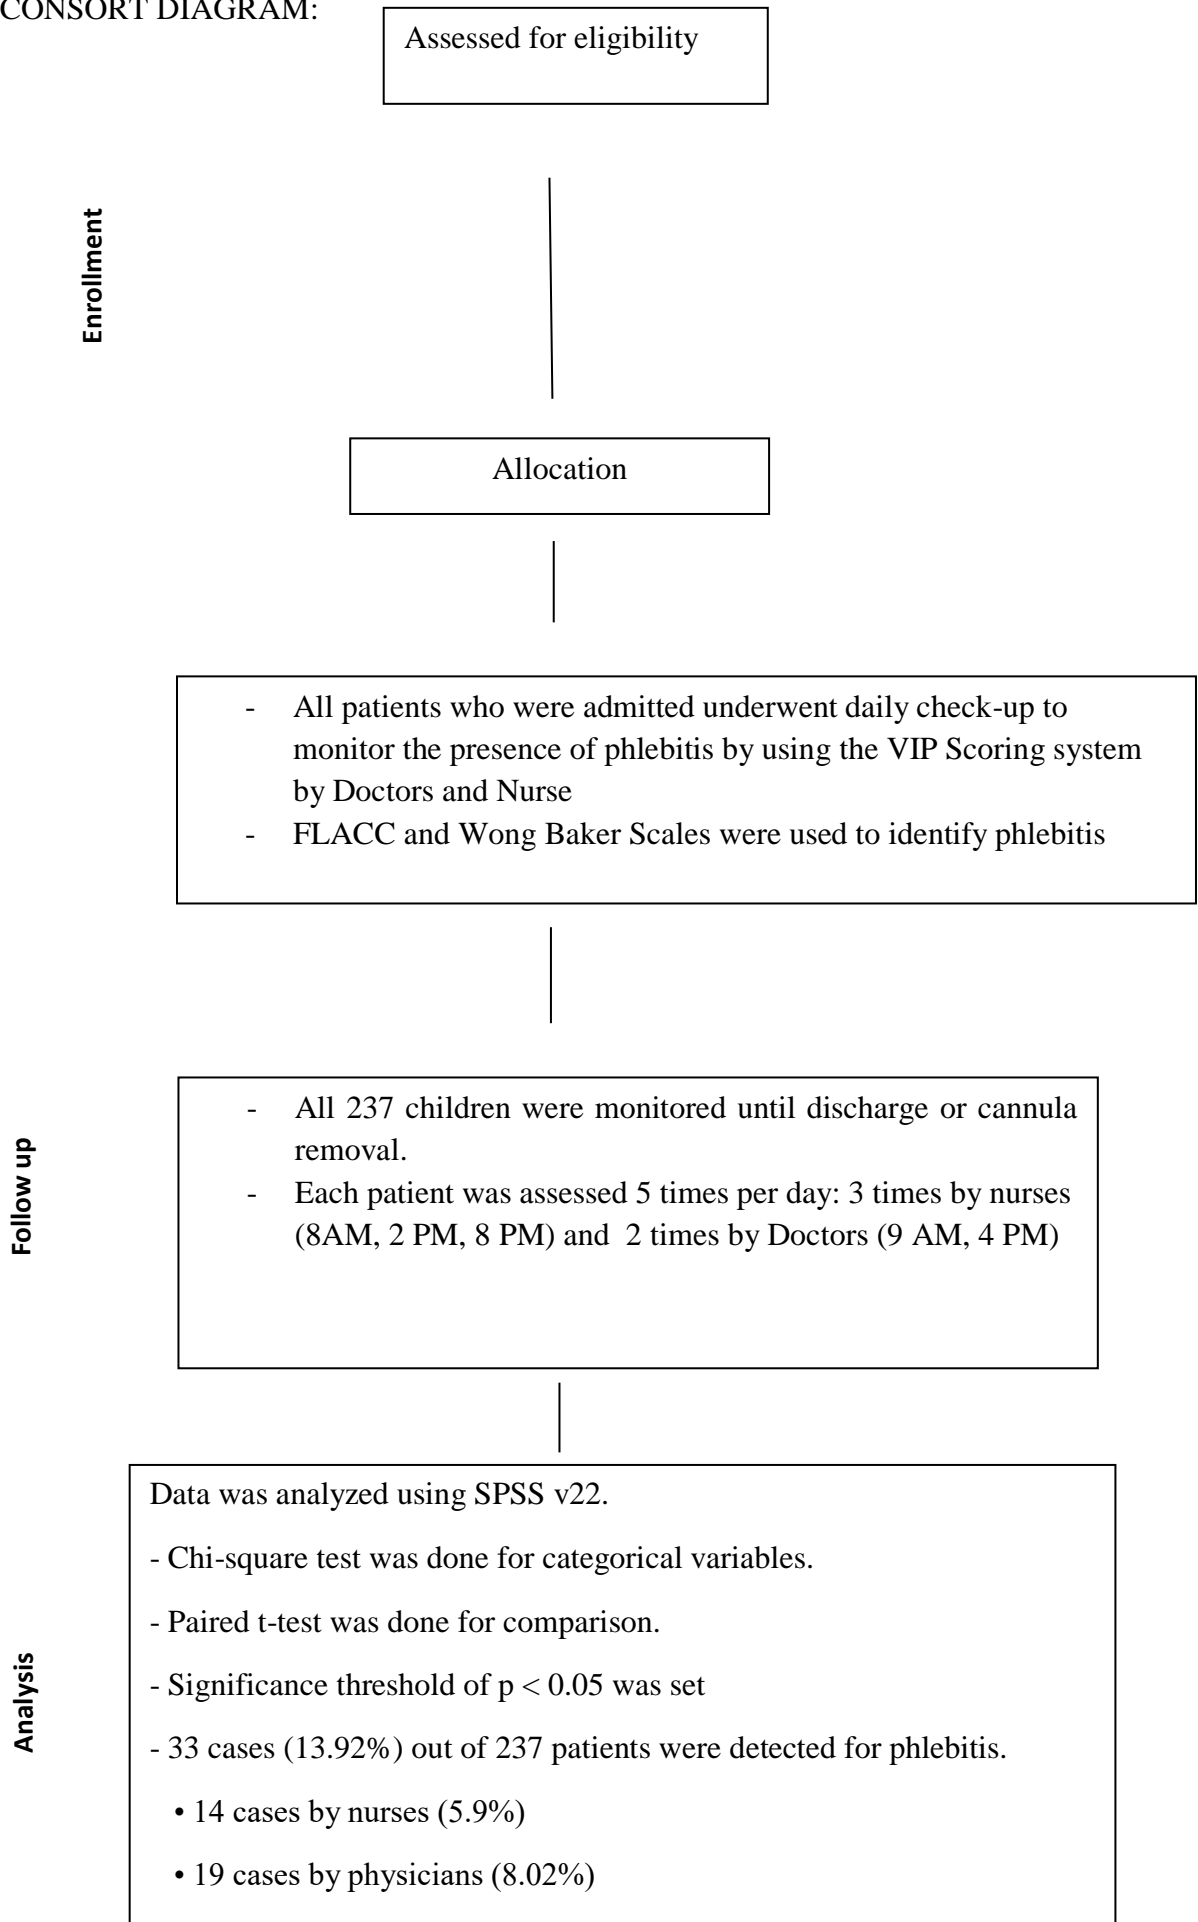 CONSORT DIAGRAM:
Assessed for eligibility
Enrollment
Allocation
- All patients who were admitted underwent daily check-up to
monitor the presence of phlebitis by using the VIP Scoring system
by Doctors and Nurse
- FLACC and Wong Baker Scales were used to identify phlebitis
Follow up
- All 237 children were monitored until discharge or cannula
removal.
- Each patient was assessed 5 times per day: 3 times by nurses
(8AM, 2 PM, 8 PM) and 2 times by Doctors (9 AM, 4 PM)
Analysis
Data was analyzed using SPSS v22.
- Chi-square test was done for categorical variables.
- Paired t-test was done for comparison.
- Significance threshold of p < 0.05 was set
- 33 cases (13.92%) out of 237 patients were detected for phlebitis.
• 14 cases by nurses (5.9%)
• 19 cases by physicians (8.02%)